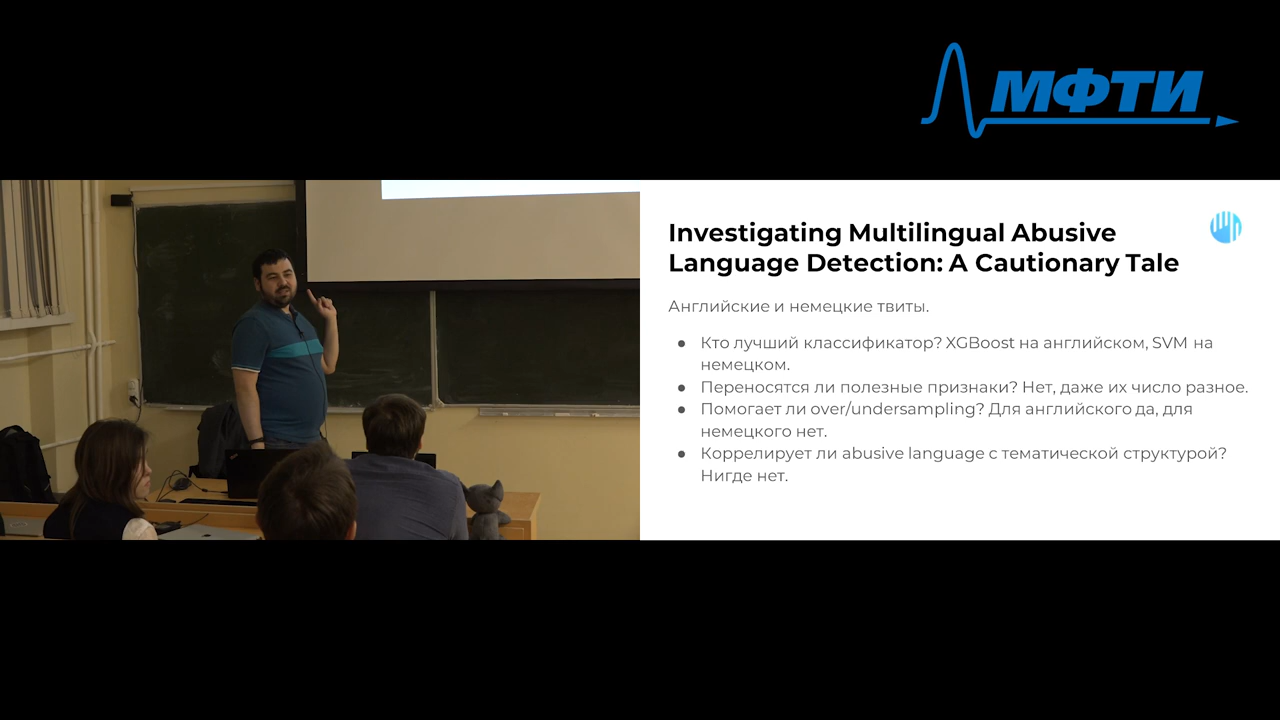 МФТИ
Investigating Multilingual Abusive
Language Detection: A Cautionary Tale
Английские и немецкие твиты.
● Кто лучший классификатор? XGBoost на английском, SVM на
немецком.
● Переносятся ли полезные признаки? Нет, даже их число разное.
● Помогает ли over/undersampling? Для английского да, для
немецкого нет.
● Коррелирует ли abusive language с тематической структурой?
Нигде нет.